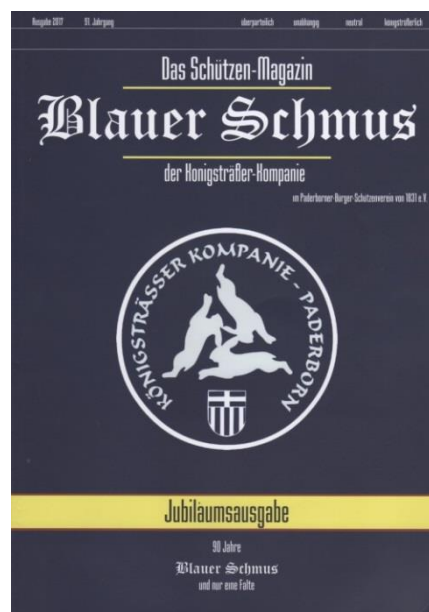 Ausgabe 2017 91. Jahrgang überparteilich unabhängig neutral königsträßerlich
Das Schützen-Magazin
Blauer Schmus
der Königsträßer-Kompanie
im Paderborner-Bürger-Schützenverein von 1831 e.V.
KÖNIGSTRÄSSER KOMPANIE - PADERBORN
Jubiläumsausgabe
90 Jahre
Blauer Schmus
und nur eine Falte